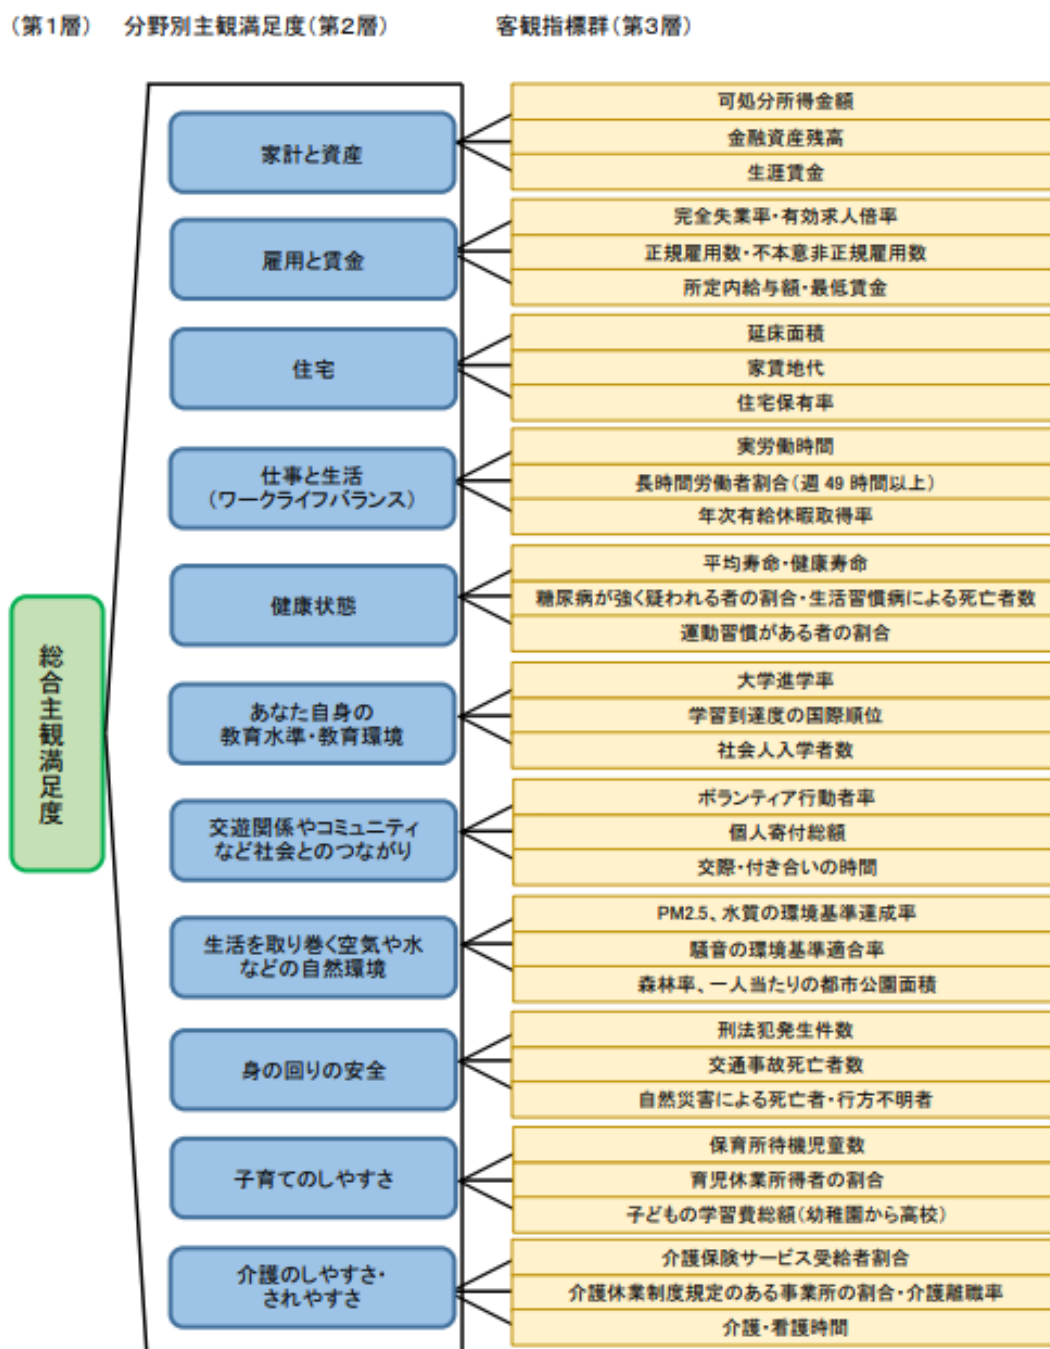 (第1層) 分野別主観満足度(第2層) 客観指標群(第3層)
総合主観満足度
家計と資産
可処分所得金額
金融資産残高
生涯賃金
雇用と賃金
完全失業率・有効求人倍率
正規雇用数・不本意非正規雇用数
所定内給与額・最低賃金
住宅
延床面積
家賃地代
住宅保有率
仕事と生活
(ワークライフバランス)
実労働時間
長時間労働者割合(週 49 時間以上)
年次有給休暇取得率
健康状態
平均寿命・健康寿命
糖尿病が強く疑われる者の割合・生活習慣病による死亡者数
運動習慣がある者の割合
あなた自身の
教育水準・教育環境
大学進学率
学習到達度の国際順位
社会人入学者数
交遊関係やコミュニティ
など社会とのつながり
ボランティア行動者率
個人寄付総額
交際・付き合いの時間
生活を取り巻く空気や水
などの自然環境
PM2.5、水質の環境基準達成率
騒音の環境基準適合率
森林率、一人当たりの都市公園面積
身の回りの安全
刑法犯発生件数
交通事故死亡者数
自然災害による死亡者・行方不明者
子育てのしやすさ
保育所待機児童数
育児休業所得者の割合
子どもの学習費総額(幼稚園から高校)
介護のしやすさ・
されやすさ
介護保険サービス受給者割合
介護休業制度規定のある事業所の割合・介護離職率
介護・看護時間